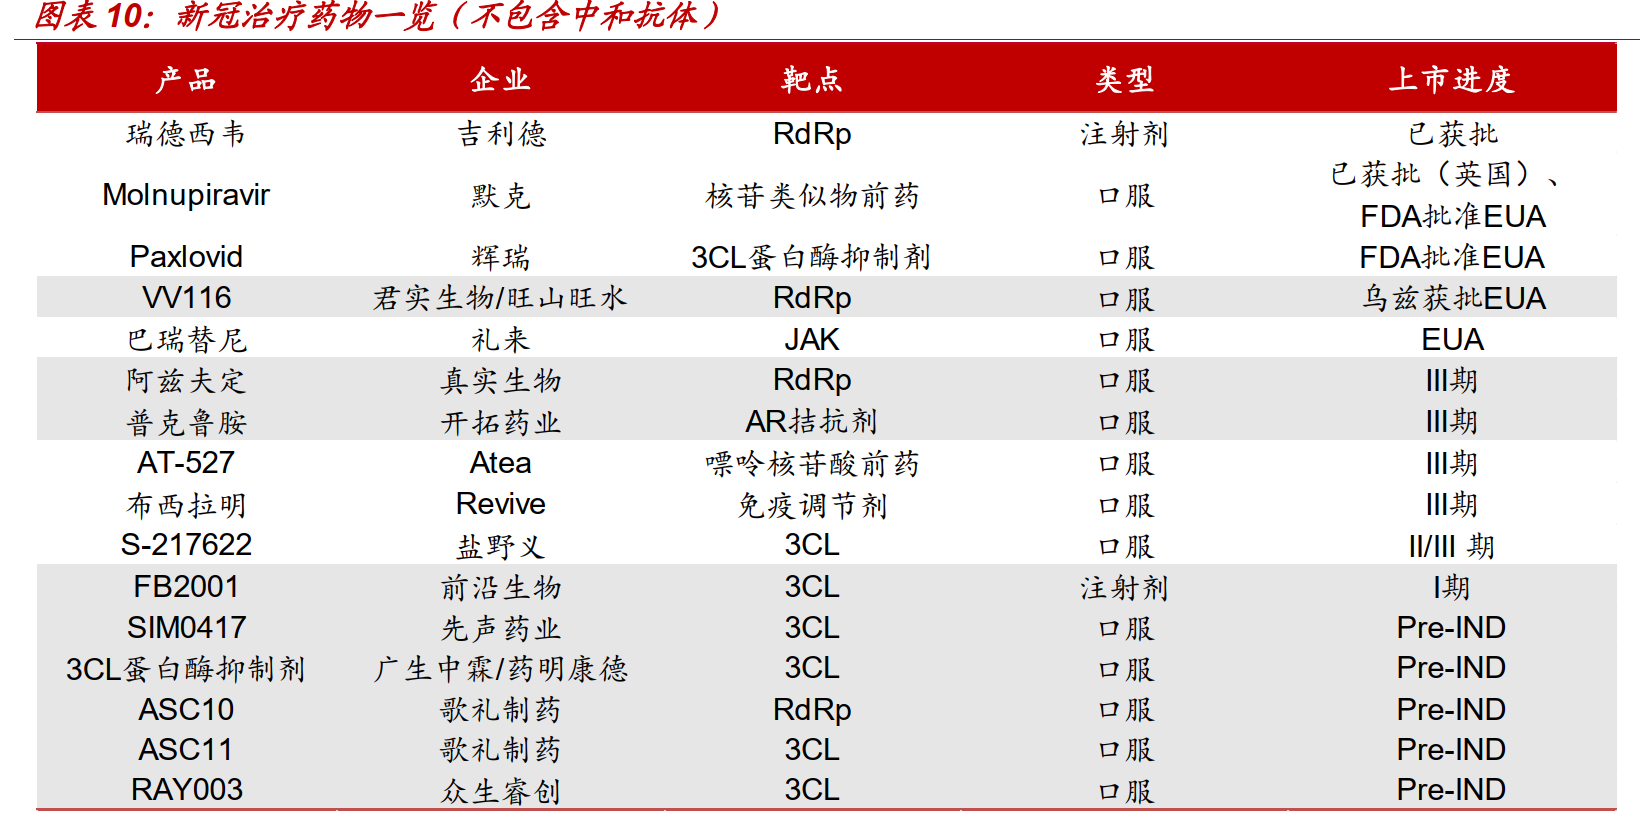 图表 10：新冠治疗药物一览（不包含中和抗体）
产品 企业 靶点 类型 上市进度
瑞德西韦 吉利德 RdRp 注射剂 已获批
Molnupiravir 默克 核苷类似物前药 口服 已获批（英国）、
FDA批准EUA
Paxlovid 辉瑞 3CL蛋白酶抑制剂 口服 FDA批准EUA
VV116 君实生物/旺山旺水 RdRp 口服 乌兹获批EUA
巴瑞替尼 礼来 JAK 口服 EUA
阿兹夫定 真实生物 RdRp 口服 III期
普克鲁胺 开拓药业 AR拮抗剂 口服 III期
AT-527 Atea 嘌呤核苷酸前药 口服 III期
布西拉明 Revive 免疫调节剂 口服 III期
S-217622 盐野义 3CL 口服 II/III 期
FB2001 前沿生物 3CL 注射剂 I期
SIM0417 先声药业 3CL 口服 Pre-IND
3CL蛋白酶抑制剂 广生中霖/药明康德 3CL 口服 Pre-IND
ASC10 歌礼制药 RdRp 口服 Pre-IND
ASC11 歌礼制药 3CL 口服 Pre-IND
RAY003 众生睿创 3CL 口服 Pre-IND